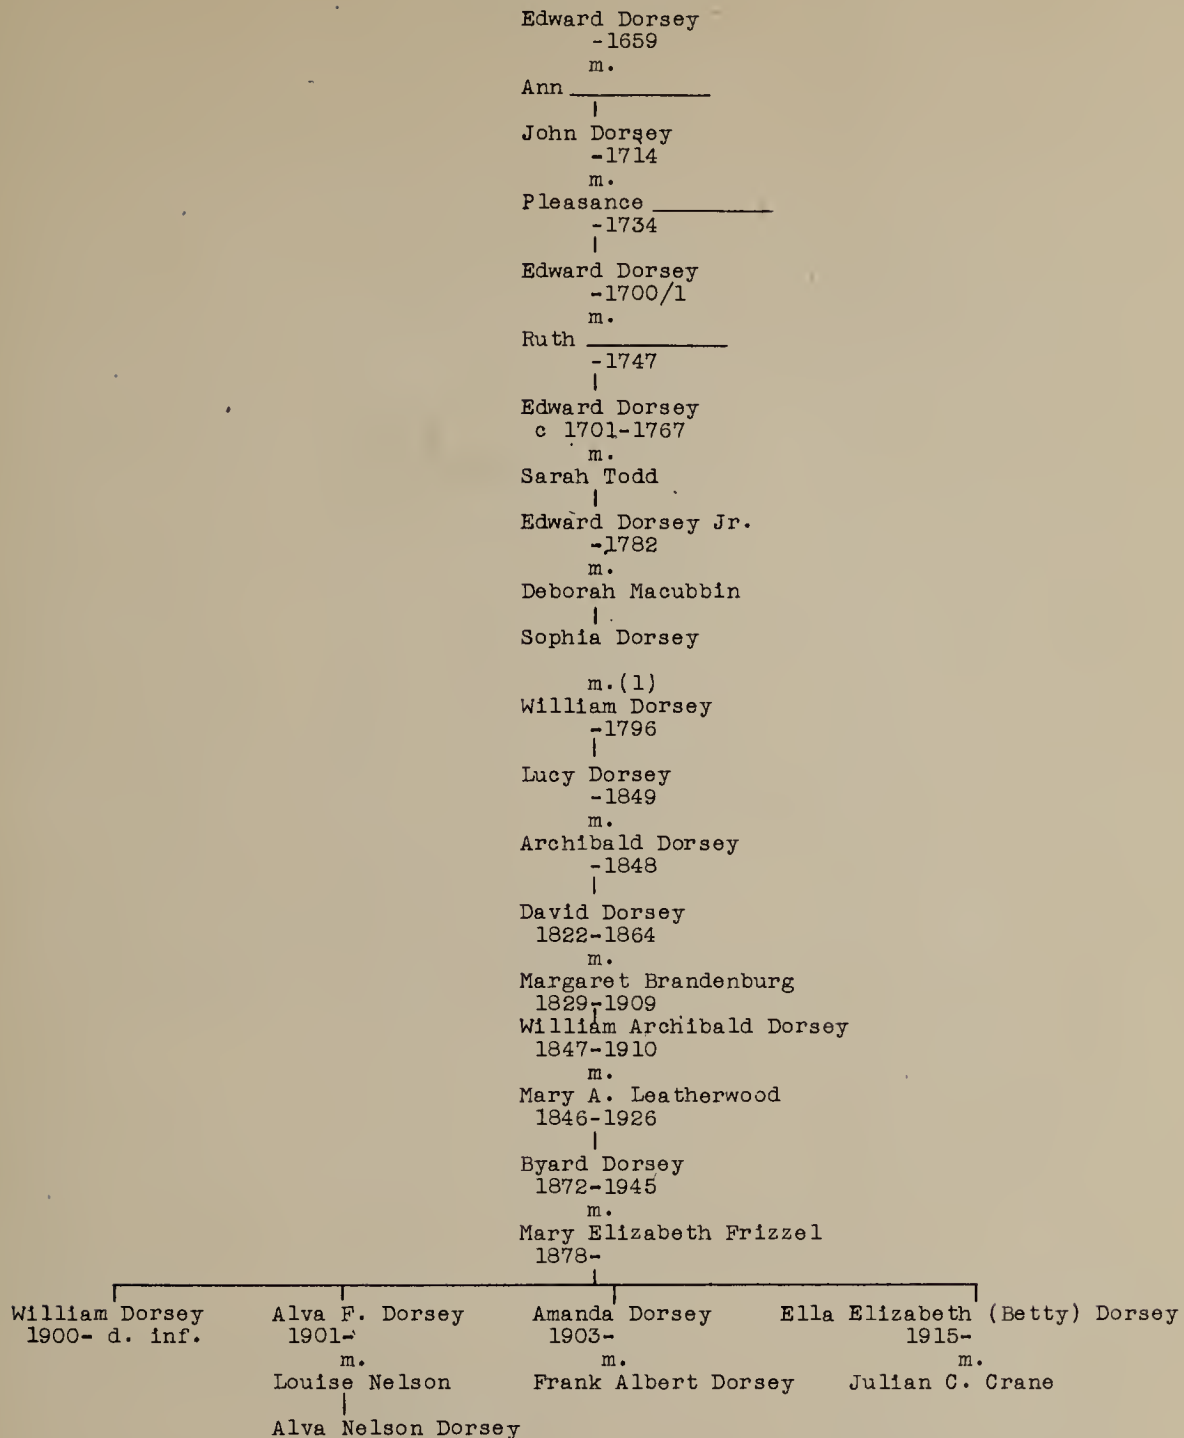 Edward Dorsey
-1659
m.
Ann __________
John Dorsey
-1714
m.
Pleasance _________
-1734
Edward Dorsey
-1700/1
m.
Ruth __________
-1747
Edward Dorsey
c 1701-1767
m.
Sarah Todd
Edward Dorsey Jr.
-1782
m.
Deborah Macubbin
Sophia Dorsey
m.(1)
William Dorsey
-1796
Lucy Dorsey
-1849
m.
Archibald Dorsey
-1848
David Dorsey
1822-1864
m.
Margaret Brandenburg
1829-1909
William Archibald Dorsey
1847-1910
m.
Mary A. Leatherwood
1846-1926
Byard Dorsey
1872-1945
m.
Mary Elizabeth Frizzel
1878-
William Dorsey Alva F. Dorsey Amanda Dorsey Ella Elizabeth (Betty) Dorsey
1900- d. inf. 1901- 1903- 1915-
m. m. m.
Louise Nelson Frank Albert Dorsey Julian C. Crane
Alva Nelson Dorsey